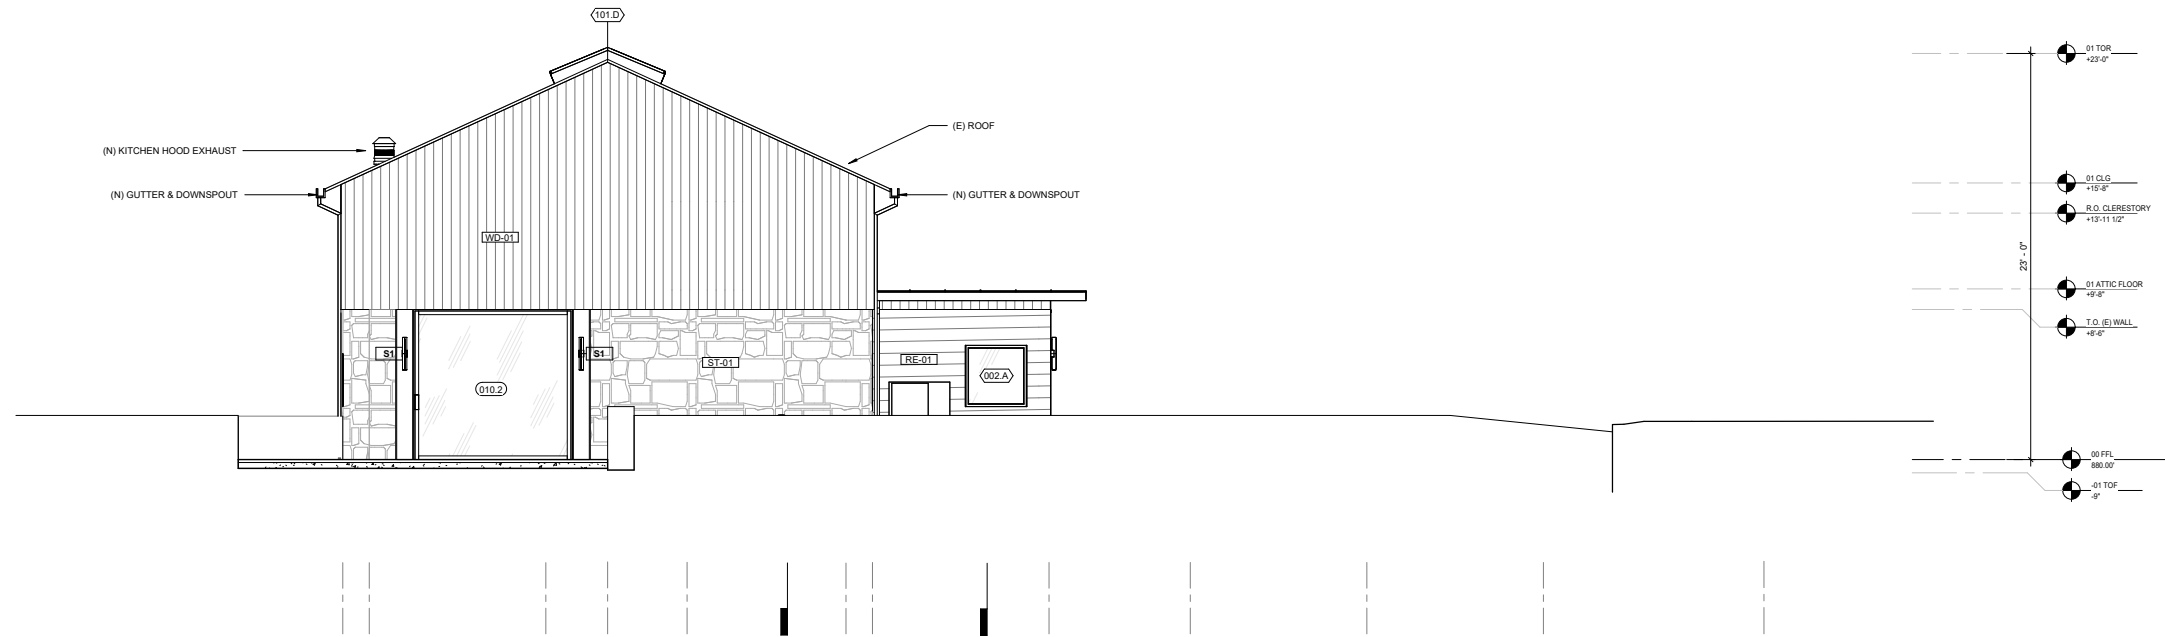 101.D
01 TOR
+23'-0"
(E) ROOF
(N) KITCHEN HOOD EXHAUST
(N) GUTTER & DOWNSPOUT
(N) GUTTER & DOWNSPOUT
01 CLG
+15'-8"
R.O. CLERESTORY
+13'-11 1/2"
WD-01
23' - 0"
01 ATTIC FLOOR
+9'-8"
T.O. (E) WALL
+8'-6"
S1
S1
ST-01
RE-01
010.2
002.A
00 FFL
880.00'
-01 TOF
-9"